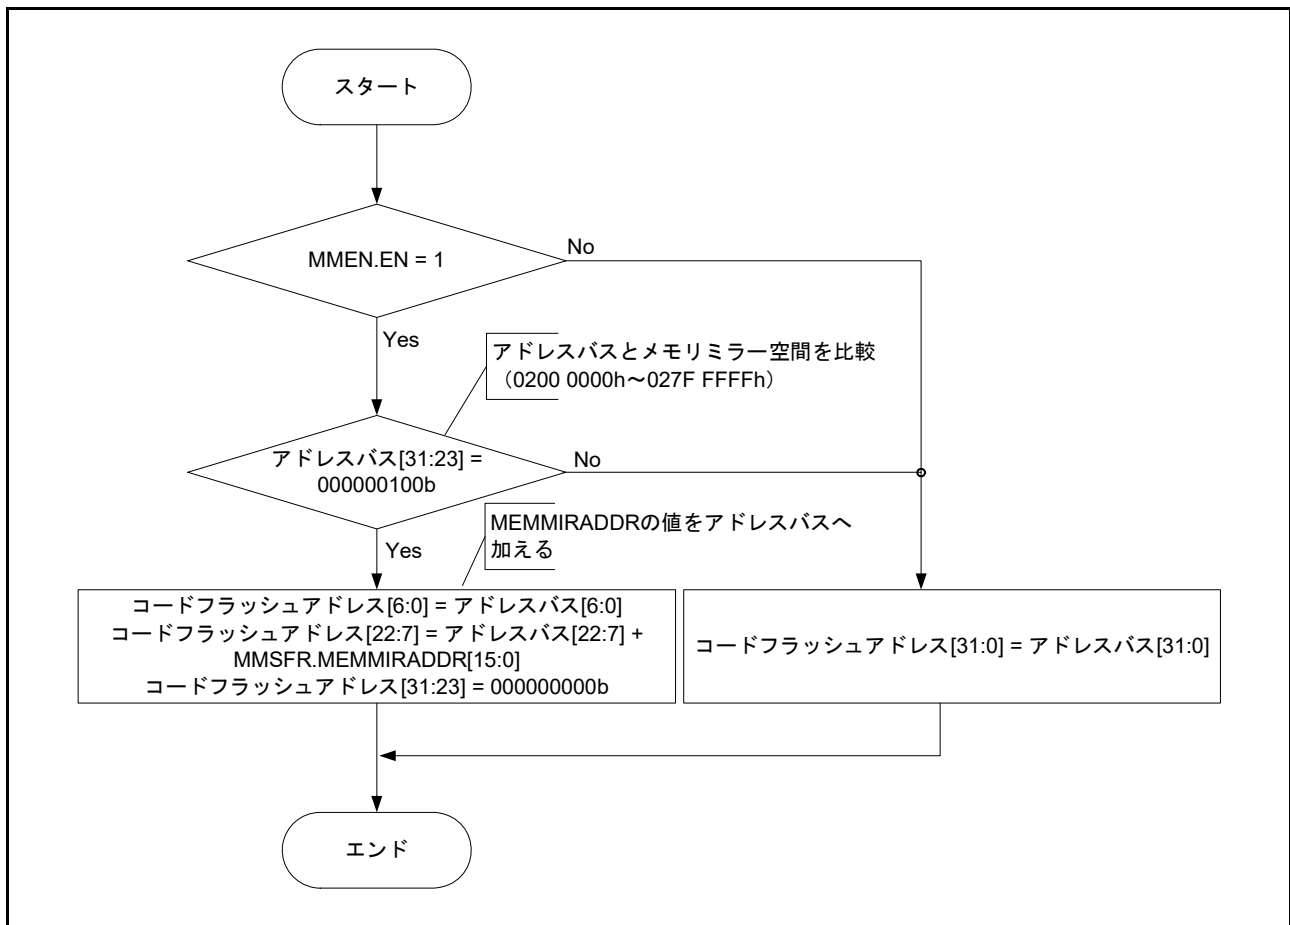 スタート
MMEN.EN = 1
No
Yes
アドレスバスとメモリミラー空間を比較
（0200 0000h～027F FFFFh）
アドレスバス[31:23] =
000000100b
No
Yes
MEMMIRADDRの値をアドレスバスへ
加える
コードフラッシュアドレス[6:0] = アドレスバス[6:0]
コードフラッシュアドレス[22:7] = アドレスバス[22:7] +
MMSFR.MEMMIRADDR[15:0]
コードフラッシュアドレス[31:23] = 000000000b
コードフラッシュアドレス[31:0] = アドレスバス[31:0]
エンド